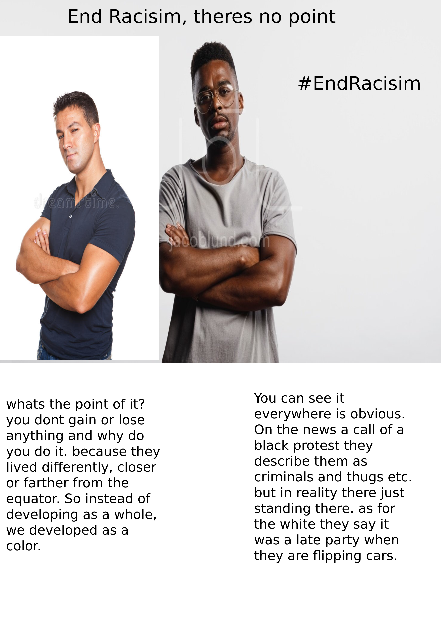 End Racisim, theres no point
#EndRacisim
dreamstime
jacoblund.com
whats the point of it?
you dont gain or lose
anything and why do
you do it. because they
lived differently, closer
or farther from the
equator. So instead of
developing as a whole,
we developed as a
color.
You can see it
everywhere is obvious.
On the news a call of a
black protest they
describe them as
criminals and thugs etc.
but in reality there just
standing there. as for
the white they say it
was a late party when
they are flipping cars.